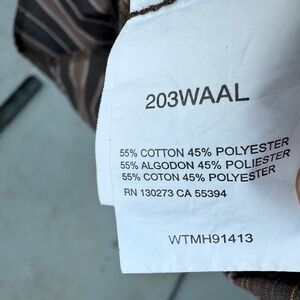 203WAAL
55% COTTON 45% POLYESTER
55% ALGODON 45% POLIESTER
55% COTON 45% POLYESTER
RN 130273 CA 55394
WTMH91413